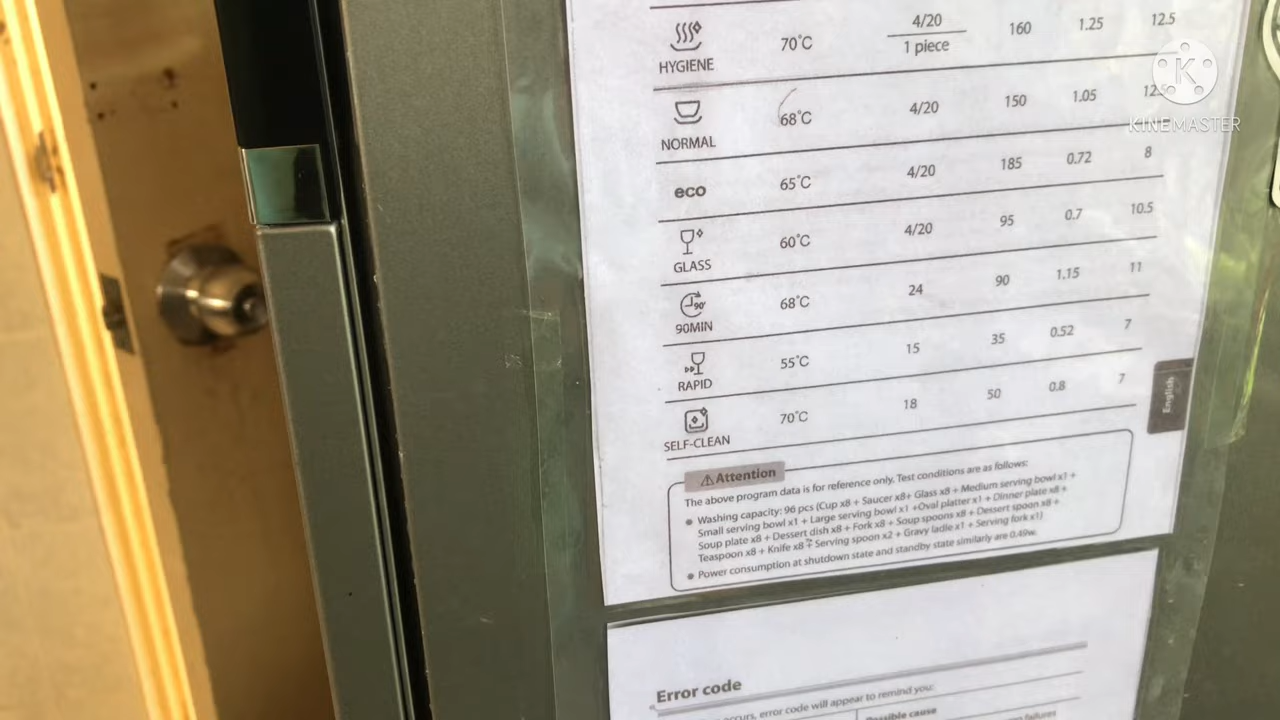 HYGIENE 70°C 4/20 1 piece 160 1.25 12.5
NORMAL 68°C 4/20 150 1.05 12.5
eco 65°C 4/20 185 0.72 8
GLASS 60°C 4/20 95 0.7 10.5
90' 90MIN 68°C 24 90 1.15 11
RAPID 55°C 15 35 0.52 7
SELF-CLEAN 70°C 18 50 0.8 7
K
KINEMASTER
English
Attention
The above program data is for reference only. Test conditions are as follows:
● Washing capacity: 96 pcs (Cup x8 + Saucer x8+ Glass x8 + Medium serving bowl x1 +
Small serving bowl x1 + Large serving bowl x1 +Oval platter x1 + Dinner plate x8 +
Soup plate x8 + Dessert dish x8 + Fork x8 + Soup spoons x8 + Dessert spoon x8 +
Teaspoon x8 + Knife x8 + Serving spoon x2 + Gravy ladle x1 + Serving fork x1)
● Power consumption at shutdown state and standby state similarly are 0.49w.
Error code
occurs, error code will appear to remind you:
Possible cause
failures